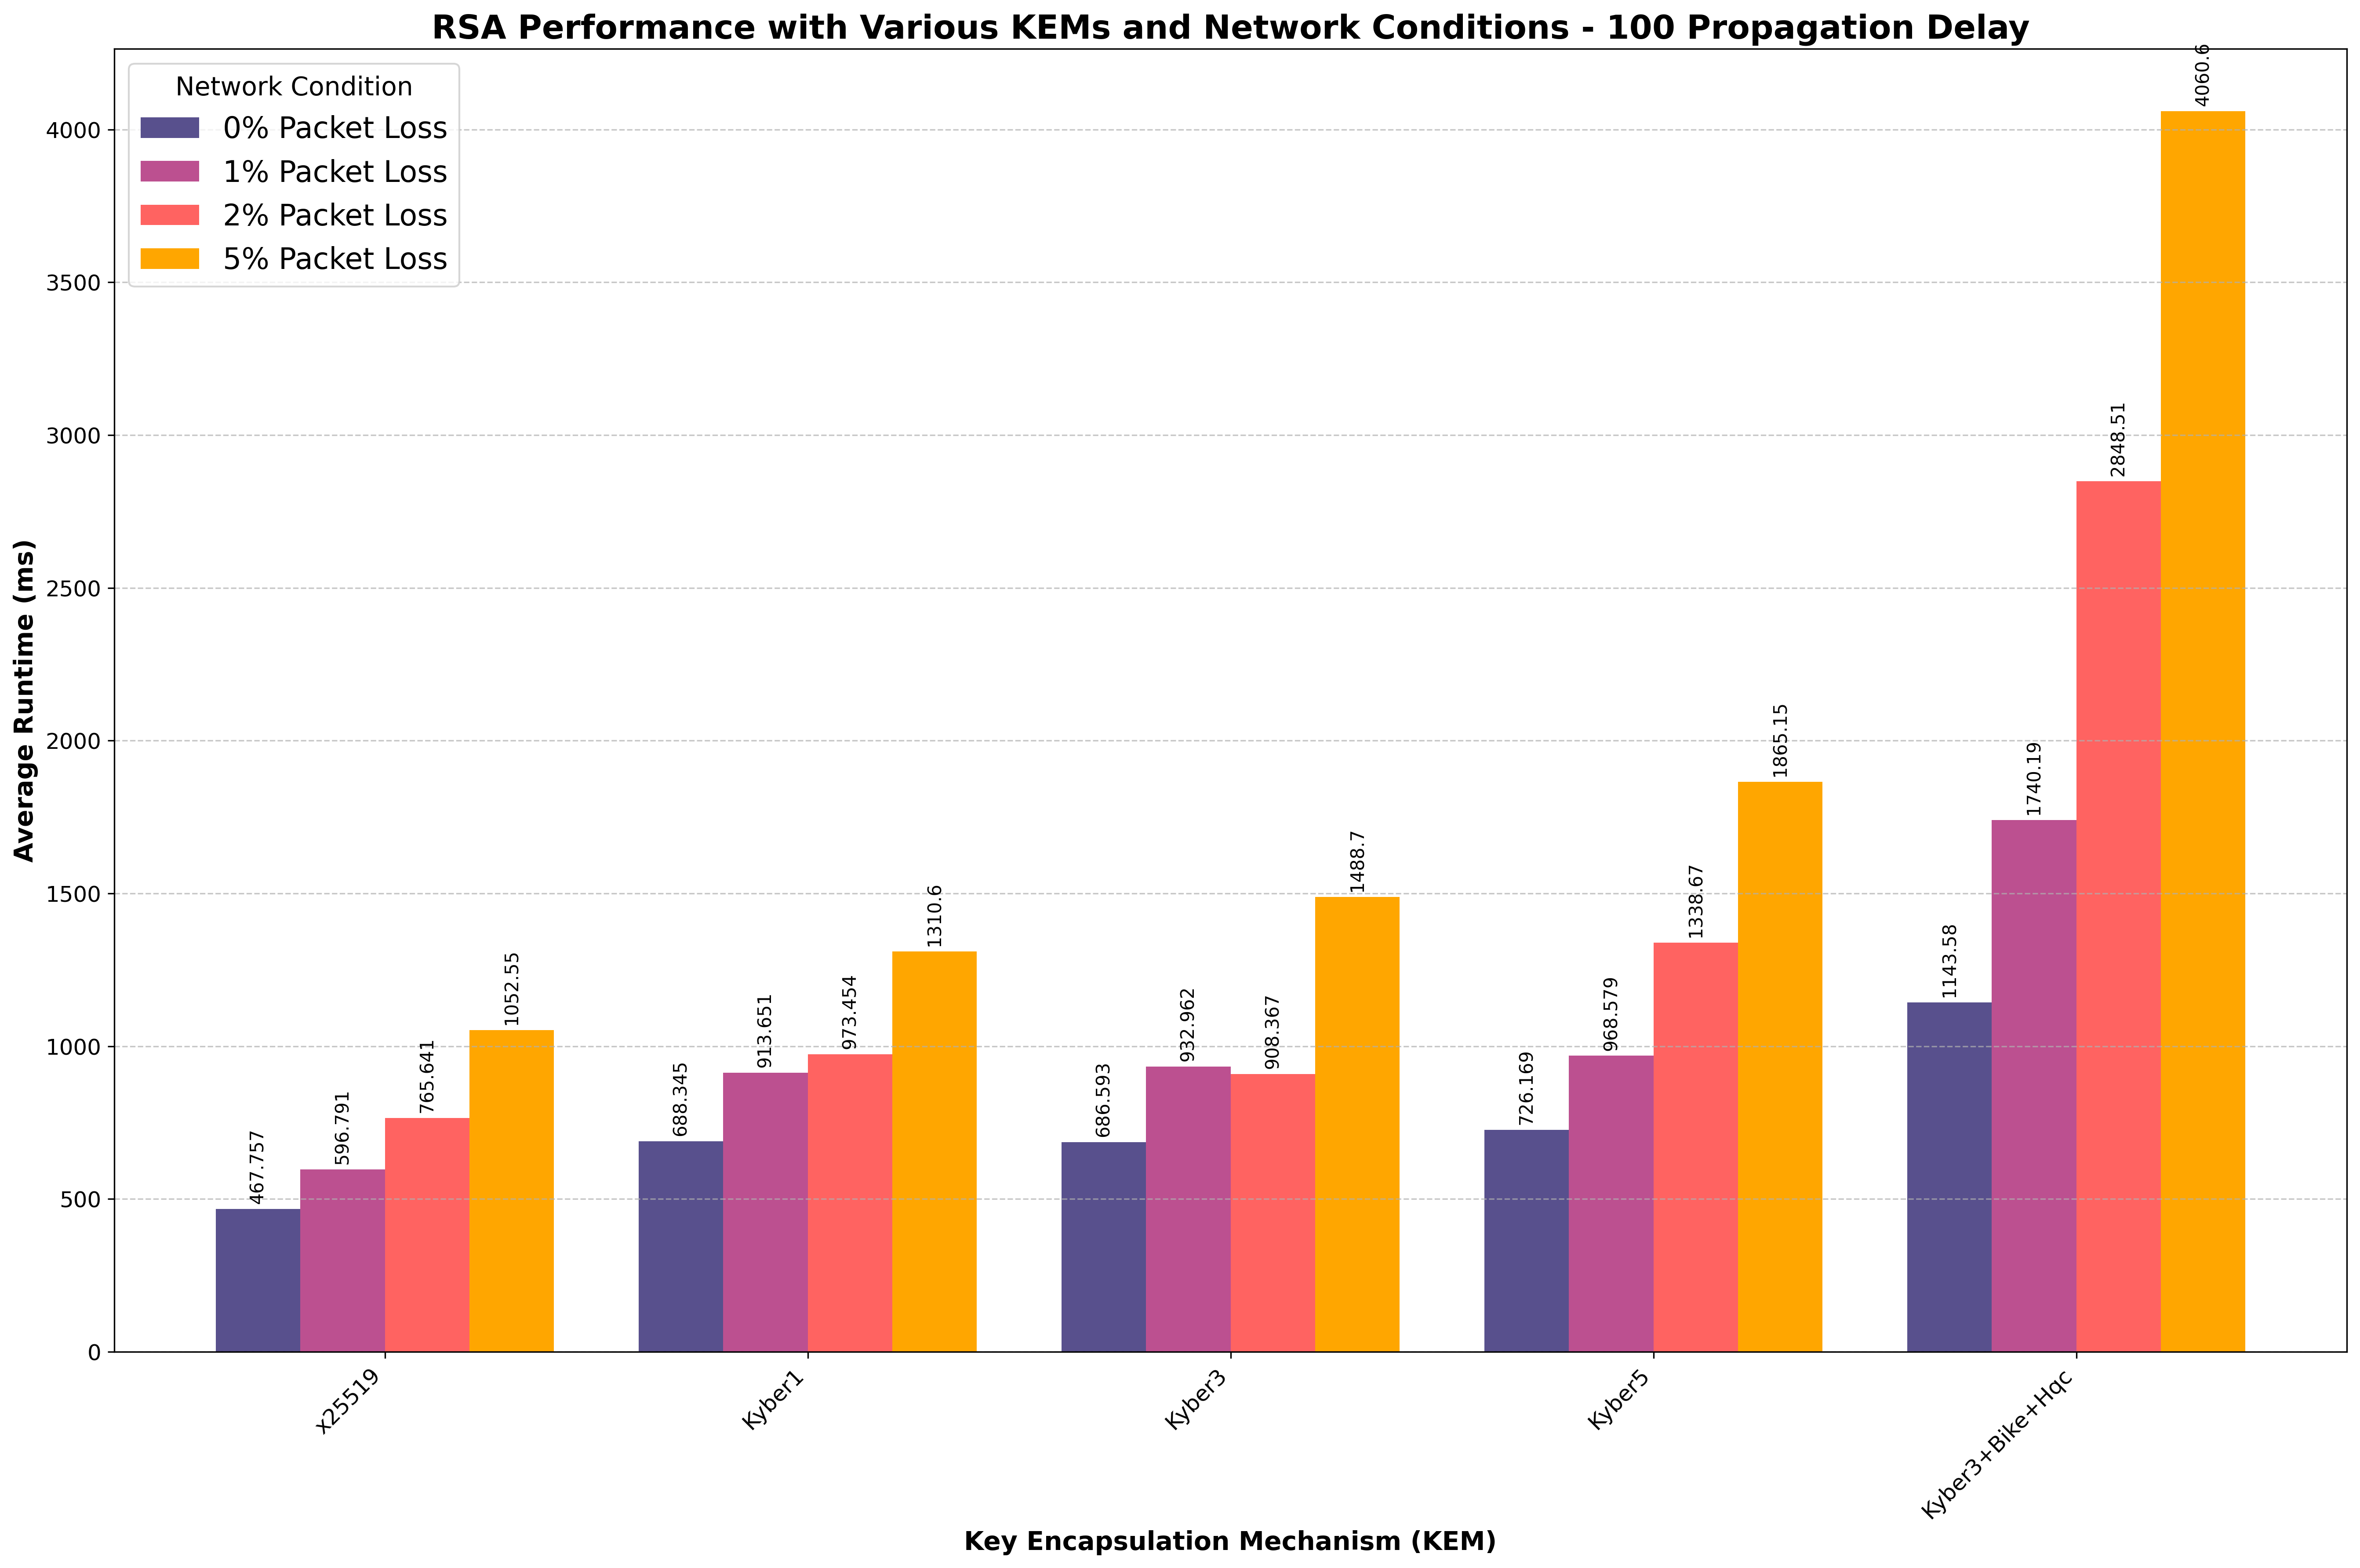 RSA Performance with Various KEMs and Network Conditions - 100 Propagation Delay
Network Condition
0% Packet Loss
1% Packet Loss
2% Packet Loss
5% Packet Loss
Average Runtime (ms)
4000
3500
3000
2500
2000
1500
1000
500
0
467.757
596.791
765.641
1052.55
688.345
913.651
973.454
1310.6
686.593
932.962
908.367
1488.7
726.169
968.579
1338.67
1865.15
1143.58
1740.19
2848.51
4060.6
x25519
Kyber1
Kyber3
Kyber5
Kyber3+Bike+Hqc
Key Encapsulation Mechanism (KEM)